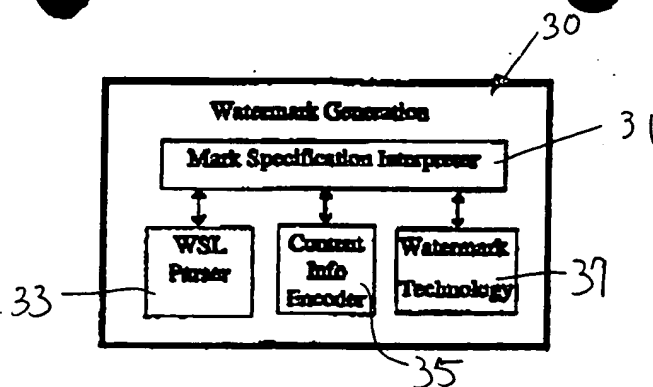 30
Watermark Generation
Mark Specification Interpreter
31
WSL
Parser
Content
Info
Encoder
Watermark
Technology
33
35
37